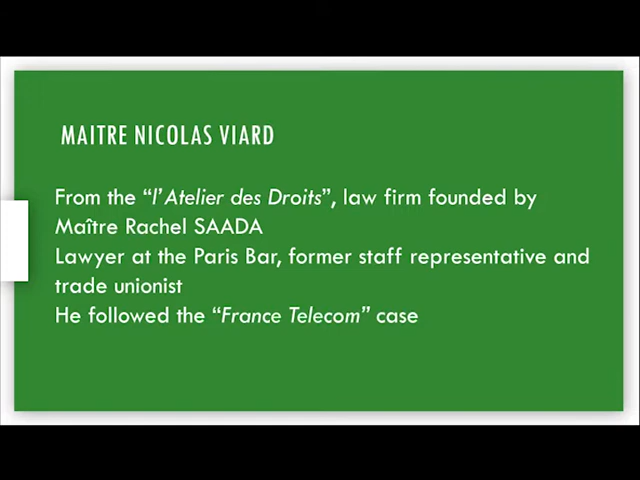 MAITRE NICOLAS VIARD
From the “l’Atelier des Droits”, law firm founded by
Maître Rachel SAADA
Lawyer at the Paris Bar, former staff representative and
trade unionist
He followed the “France Telecom” case